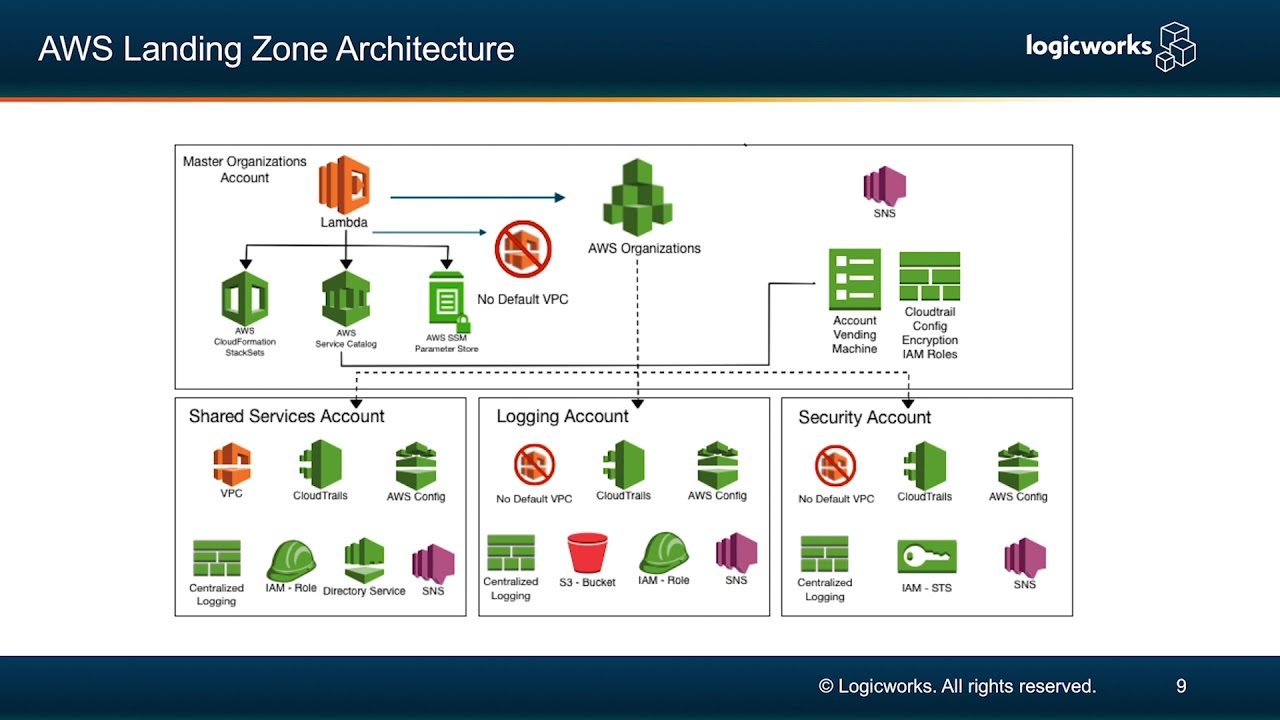 AWS Landing Zone Architecture
logicworks
Master Organizations
Account
Lambda
SNS
AWS Organizations
No Default VPC
AWS
CloudFormation
StackSets
AWS
Service Catalog
AWS SSM
Parameter Store
Account
Vending
Machine
Cloudtrail
Config
Encryption
IAM Roles
Shared Services Account
VPC
CloudTrails
AWS Config
Centralized
Logging
IAM - Role
Directory Service
SNS
Logging Account
No Default VPC
CloudTrails
AWS Config
Centralized
Logging
S3 - Bucket
IAM - Role
SNS
Security Account
No Default VPC
CloudTrails
AWS Config
Centralized
Logging
IAM - STS
SNS
© Logicworks. All rights reserved.
9